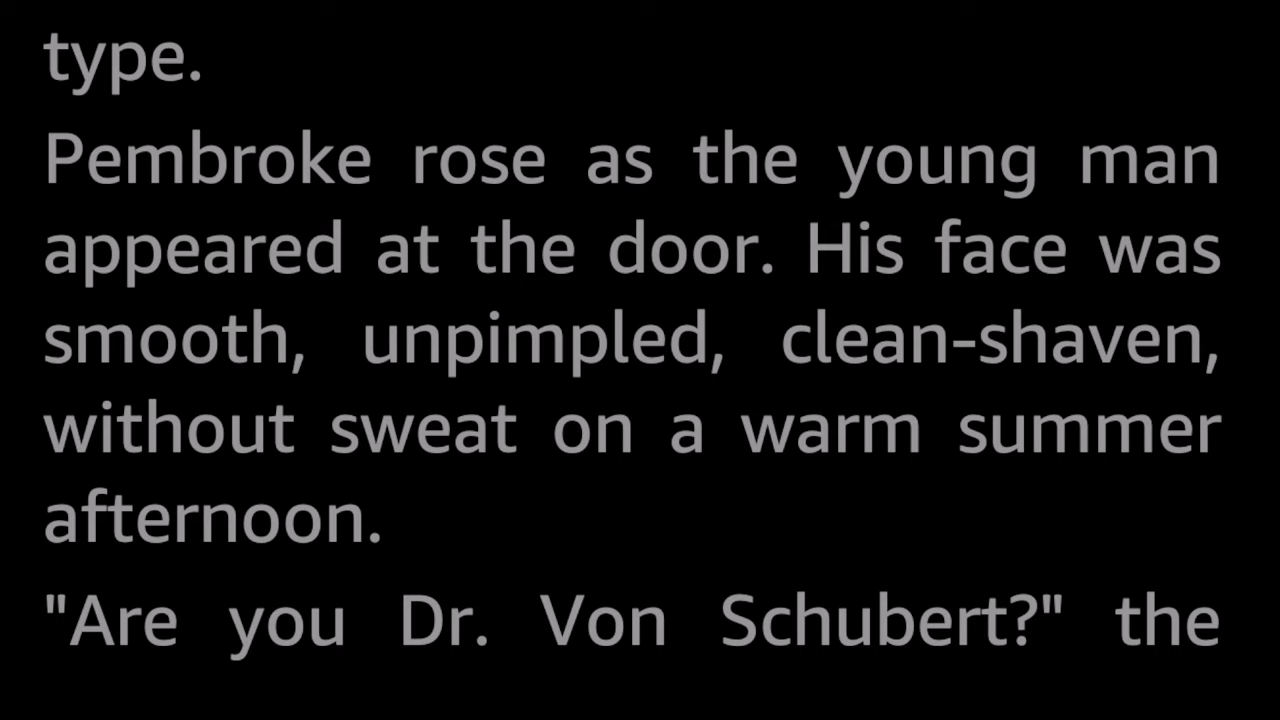 type.
Pembroke rose as the young man
appeared at the door. His face was
smooth, unpimpled, clean-shaven,
without sweat on a warm summer
afternoon.
"Are you Dr. Von Schubert?" the